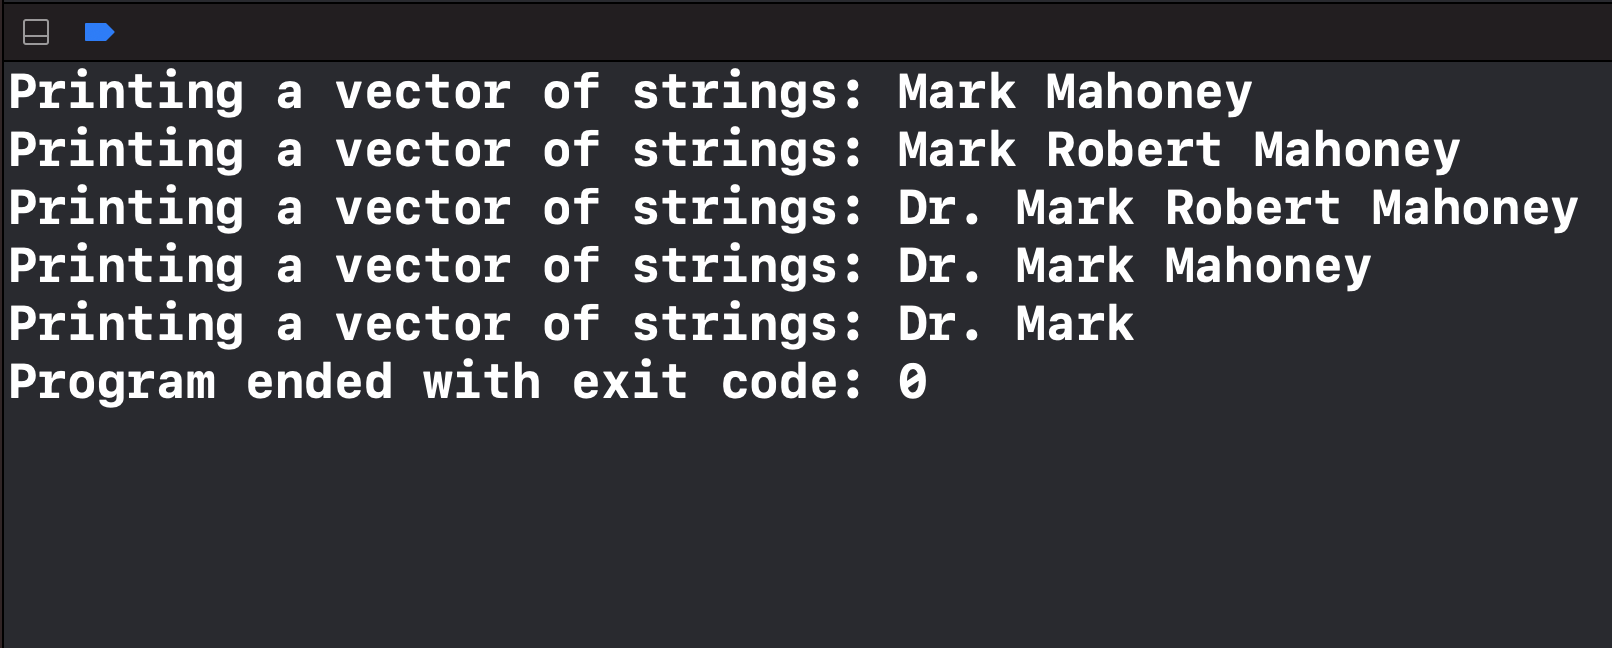 Printing a vector of strings: Mark Mahoney
Printing a vector of strings: Mark Robert Mahoney
Printing a vector of strings: Dr. Mark Robert Mahoney
Printing a vector of strings: Dr. Mark Mahoney
Printing a vector of strings: Dr. Mark
Program ended with exit code: 0